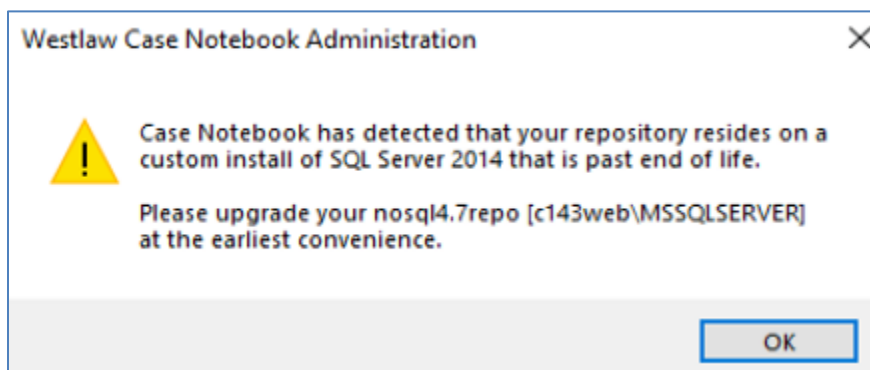 Westlaw Case Notebook Administration
Case Notebook has detected that your repository resides on a
custom install of SQL Server 2014 that is past end of life.
Please upgrade your nosql4.7repo [c143web\MSSQLSERVER]
at the earliest convenience.
OK